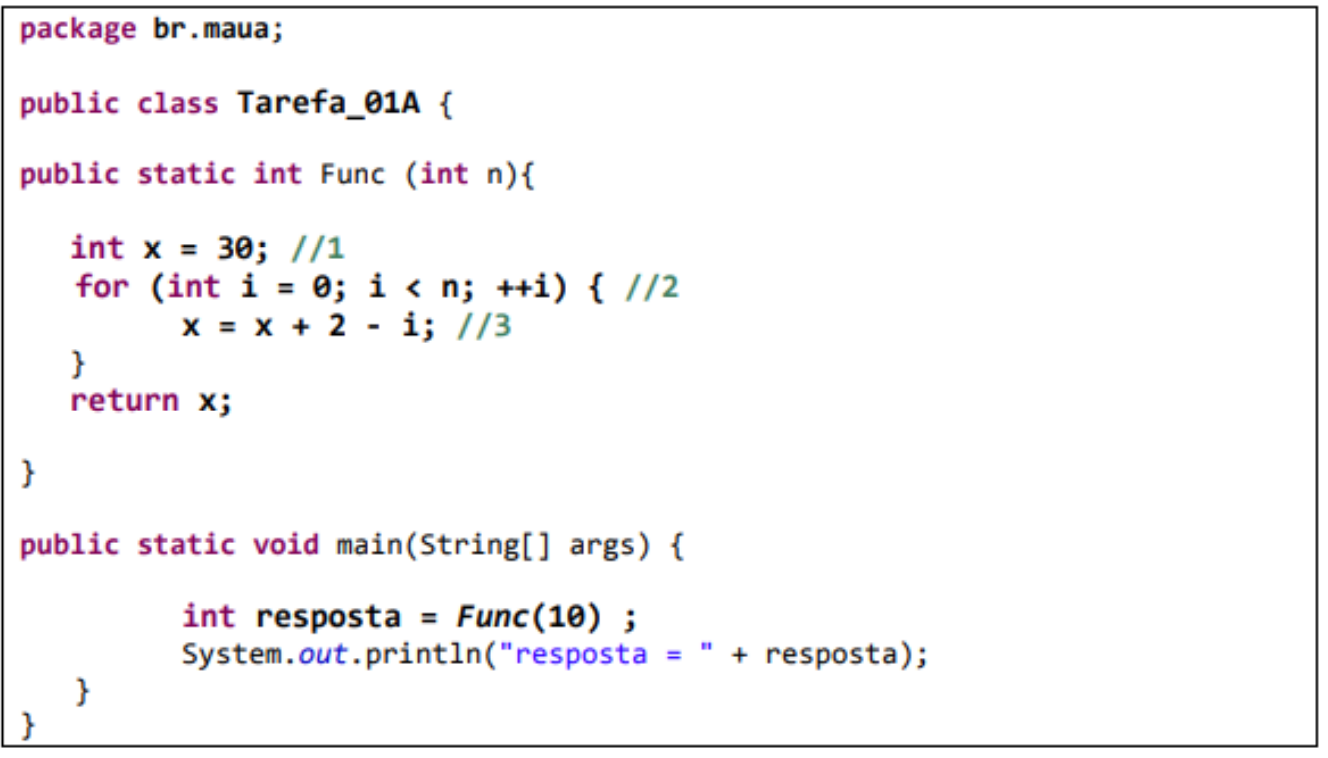 package br.maua;
public class Tarefa_01A {
public static int Func (int n){
int x = 30; //1
for (int i = 0; i < n; ++i) { //2
x = x + 2 - i; //3
}
return x;
}
public static void main(String[] args) {
int resposta = Func(10) ;
System.out.println("resposta = " + resposta);
}
}